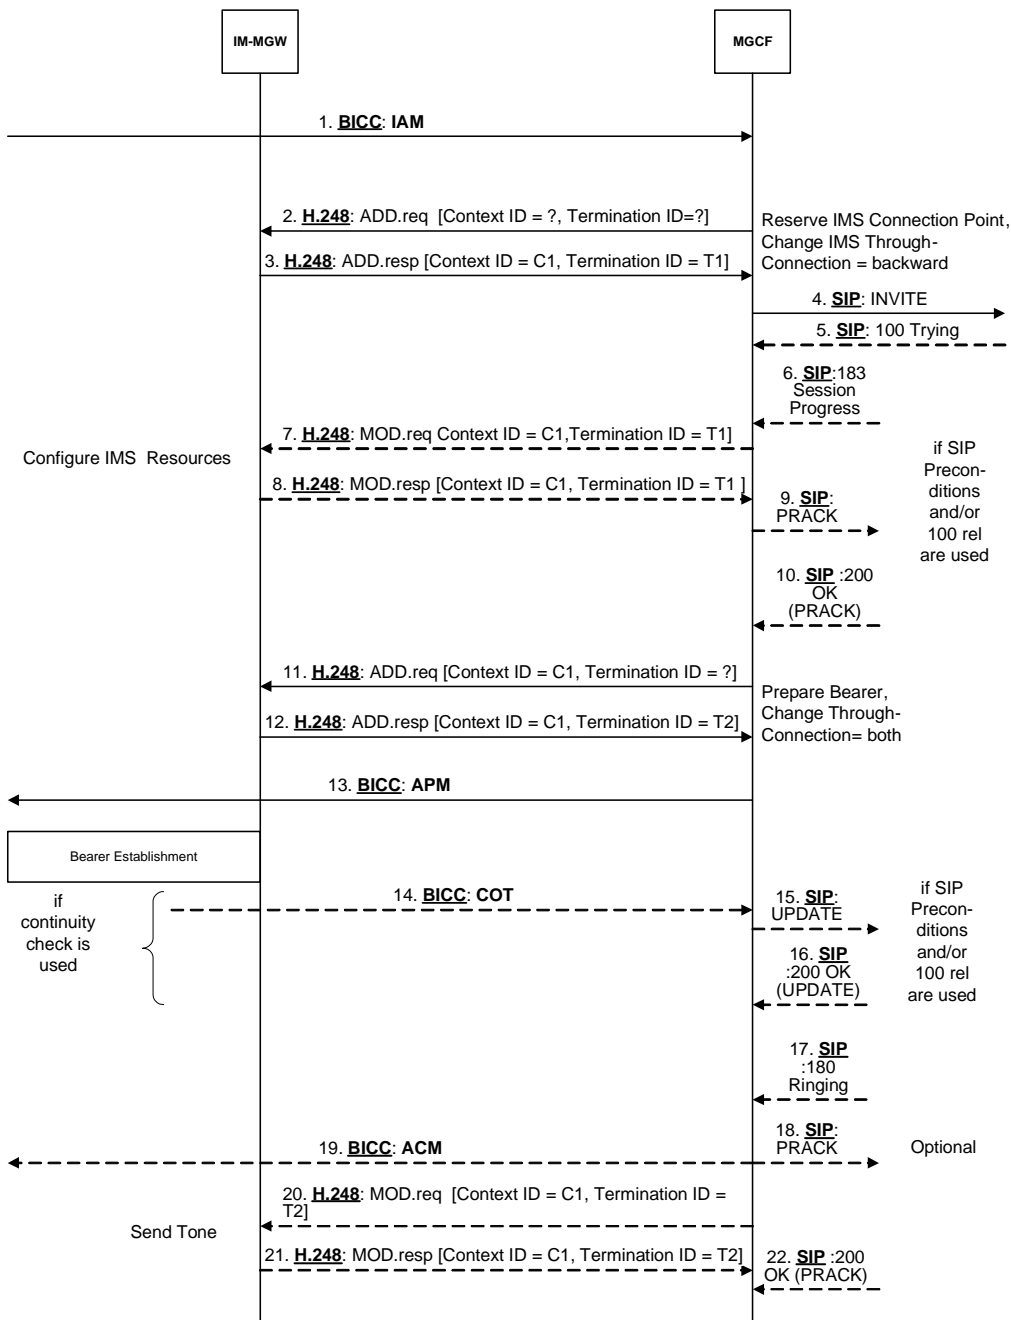 IM-MGW
MGCF
1. BICC: IAM
2. H.248: ADD.req [Context ID = ?, Termination ID=?]
Reserve IMS Connection Point,
Change IMS Through-
Connection = backward
3. H.248: ADD.resp [Context ID = C1, Termination ID = T1]
4. SIP: INVITE
5. SIP: 100 Trying
6. SIP:183
Session
Progress
7. H.248: MOD.req Context ID = C1,Termination ID = T1]
Configure IMS Resources
8. H.248: MOD.resp [Context ID = C1, Termination ID = T1 ]
9. SIP:
PRACK
if SIP
Precon-
ditions
and/or
100 rel
are used
10. SIP :200
OK
(PRACK)
11. H.248: ADD.req [Context ID = C1, Termination ID = ?]
Prepare Bearer,
Change Through-
Connection= both
12. H.248: ADD.resp [Context ID = C1, Termination ID = T2]
13. BICC: APM
Bearer Establishment
if
continuity
check is
used
14. BICC: COT
15. SIP:
UPDATE
16. SIP
:200 OK
(UPDATE)
if SIP
Precon-
ditions
and/or
100 rel
are used
17. SIP
:180
Ringing
18. SIP:
PRACK
Optional
19. BICC: ACM
20. H.248: MOD.req [Context ID = C1, Termination ID =
T2]
Send Tone
21. H.248: MOD.resp [Context ID = C1, Termination ID = T2]
22. SIP :200
OK (PRACK)